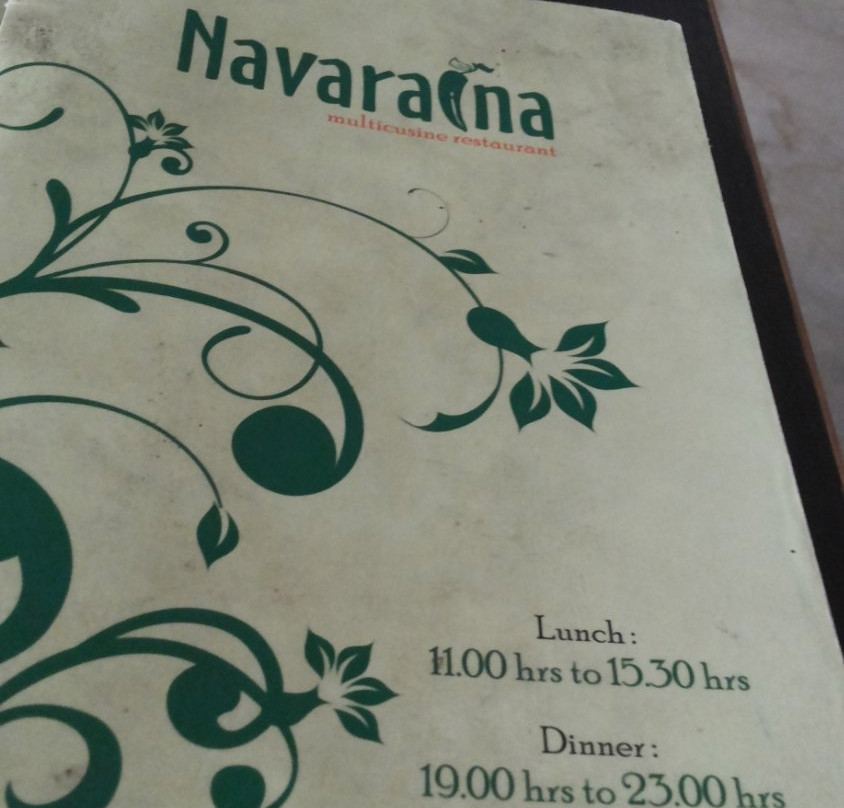 Navaratna
multicusine restaurant
Lunch:
11.00 hrs to 15.30 hrs
Dinner:
19.00 hrs to 23.00 hrs